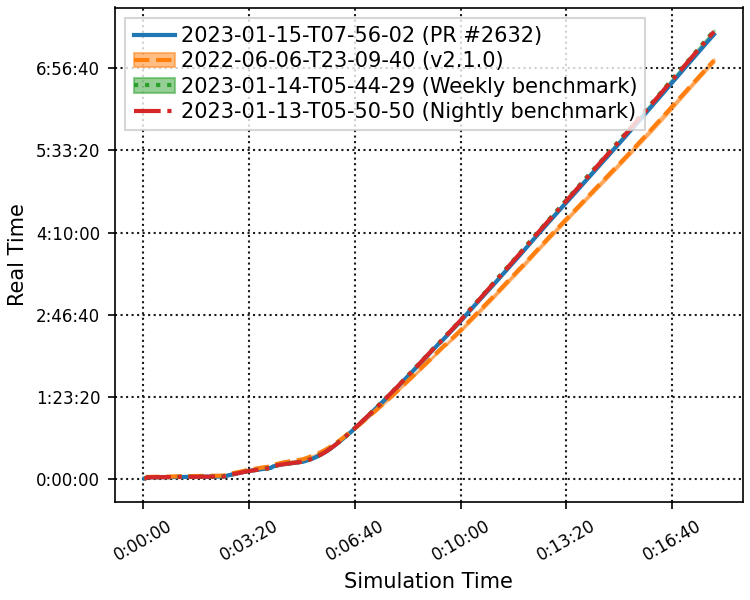 2023-01-15-T07-56-02 (PR #2632)
2022-06-06-T23-09-40 (v2.1.0)
2023-01-14-T05-44-29 (Weekly benchmark)
2023-01-13-T05-50-50 (Nightly benchmark)
Real Time
6:56:40
5:33:20
4:10:00
2:46:40
1:23:20
0:00:00
0:00:00
0:03:20
0:06:40
0:10:00
0:13:20
0:16:40
Simulation Time